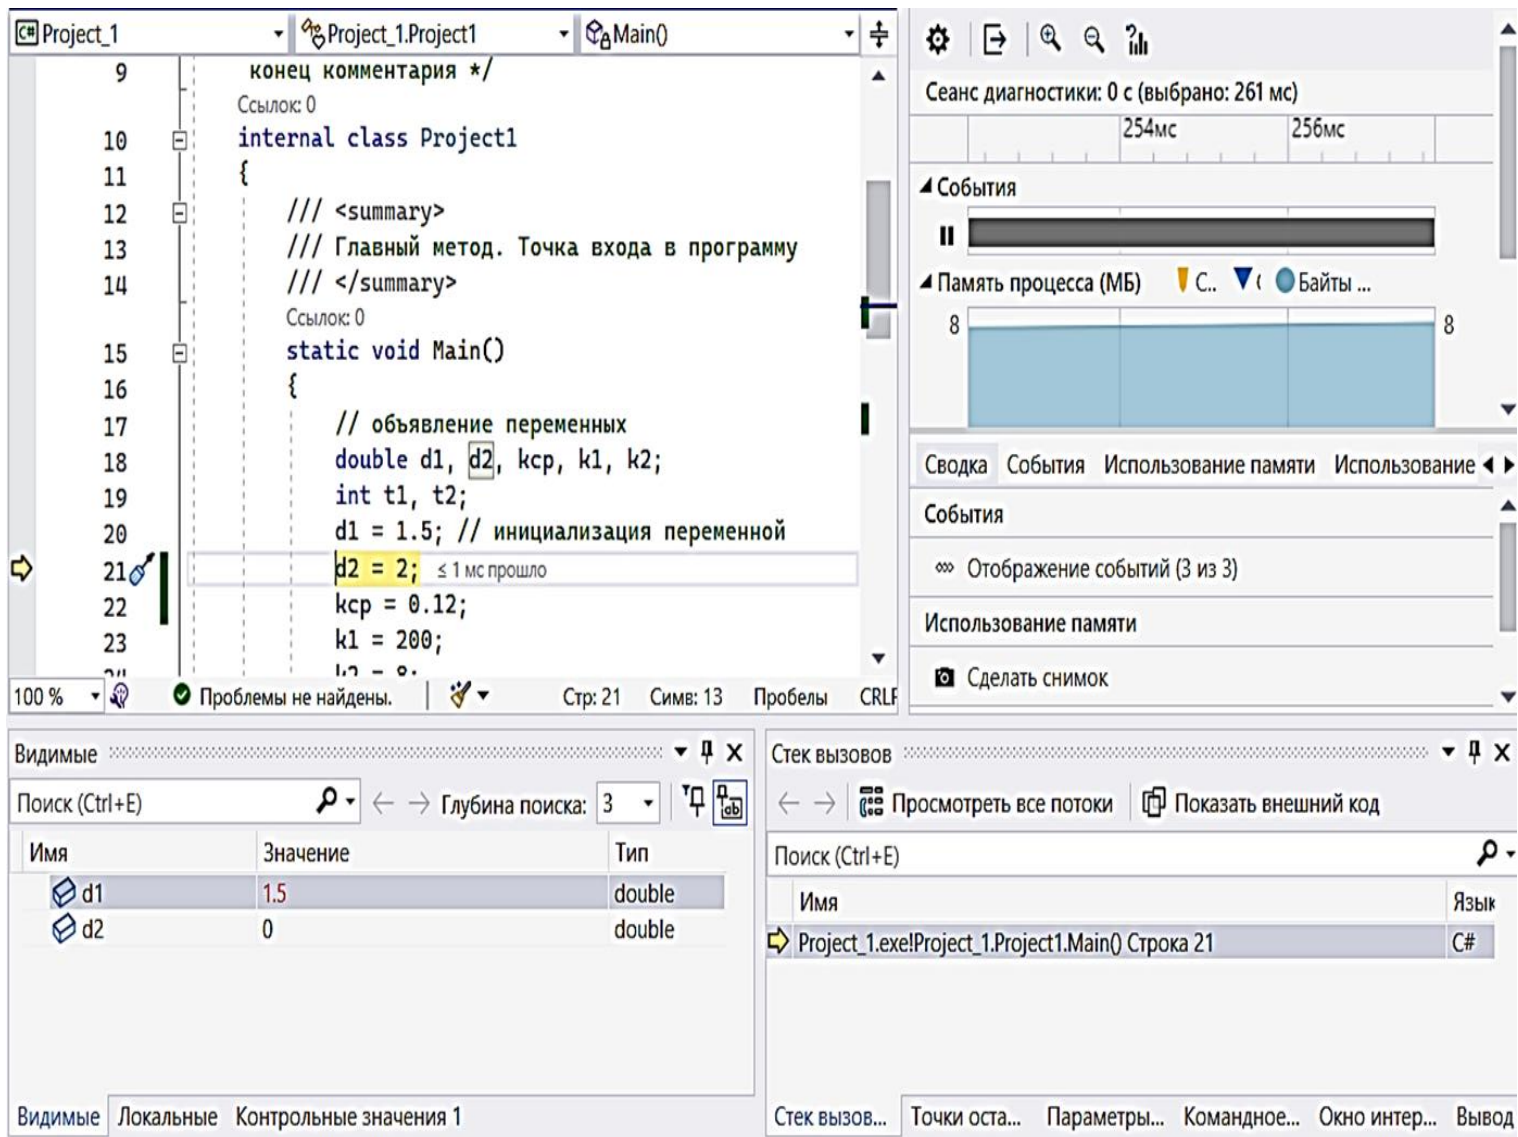 C# Project_1
Project_1.Project1
Main()
9 конец комментария */
Ссылок: 0
10 internal class Project1
11 {
12 /// <summary>
13 /// Главный метод. Точка входа в программу
14 /// </summary>
Ссылок: 0
15 static void Main()
16 {
17 // объявление переменных
18 double d1, d2, kcp, k1, k2;
19 int t1, t2;
20 d1 = 1.5; // инициализация переменной
21 d2 = 2; ≤ 1 мс прошло
22 kcp = 0.12;
23 k1 = 200;
24 k2 = 8;
100 %
Проблемы не найдены.
Стр: 21 Симв: 13 Пробелы CRLF
Сеанс диагностики: 0 с (выбрано: 261 мс)
254мс 256мс
События
Память процесса (МБ) С.. Байты ...
8 8
Сводка События Использование памяти Использование
События
Отображение событий (3 из 3)
Использование памяти
Сделать снимок
Видимые
Поиск (Ctrl+E) Глубина поиска: 3
Имя Значение Тип
d1 1.5 double
d2 0 double
Видимые Локальные Контрольные значения 1
Стек вызовов
Просмотреть все потоки Показать внешний код
Поиск (Ctrl+E)
Имя Язык
Project_1.exe!Project_1.Project1.Main() Строка 21 C#
Стек вызов... Точки оста... Параметры... Командное... Окно интер... Вывод